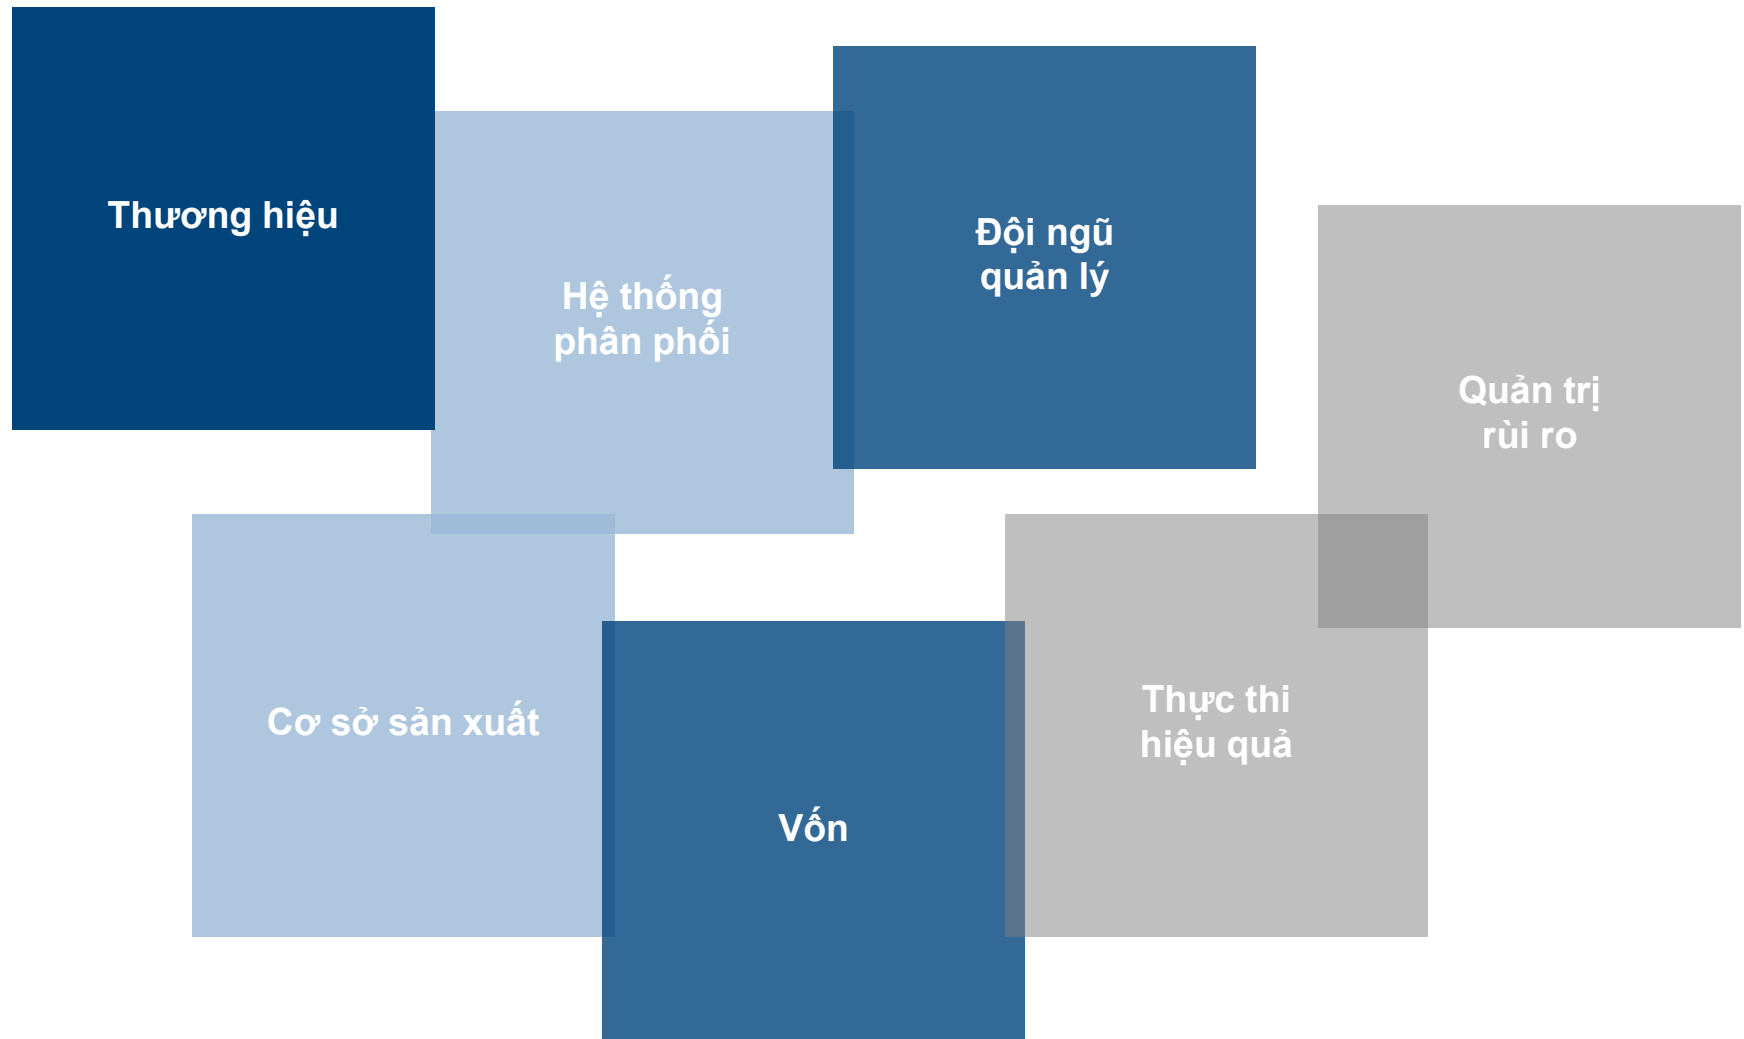 Thương hiệu
Hệ thống
phân phối
Đội ngũ
quản lý
Quản trị
rủi ro
Cơ sở sản xuất
Vốn
Thực thi
hiệu quả